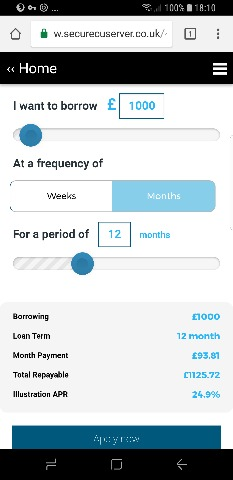 100% 18:10
w.securecuserver.co.uk/
1
‹‹ Home
I want to borrow £ 1000
At a frequency of
Weeks Months
For a period of 12 months
Borrowing £1000
Loan Term 12 month
Month Payment £93.81
Total Repayable £1125.72
Illustration APR 24.9%
Apply now